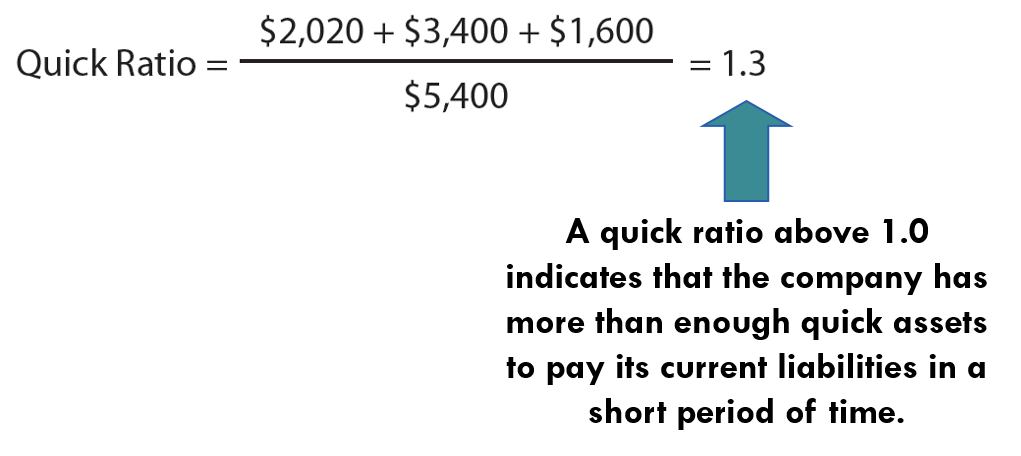 $2,020 + $3,400 + $1,600
Quick Ratio = = 1.3
$5,400
A quick ratio above 1.0
indicates that the company has
more than enough quick assets
to pay its current liabilities in a
short period of time.